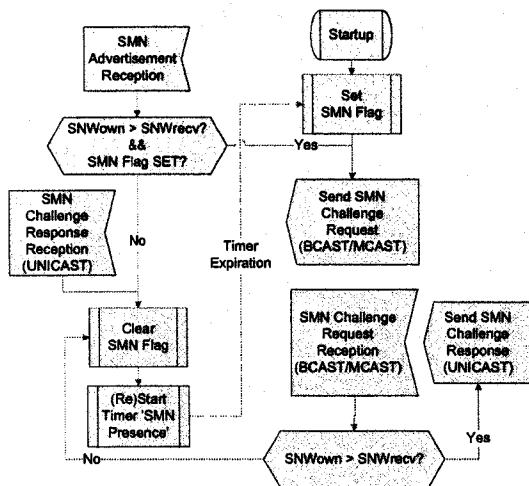 SMN
Advertisement
Reception
Startup
Set
SMN Flag
SNWown > SNWrecv?
&&
SMN Flag SET?
Yes
SMN
Challenge
Response
Reception
(UNICAST)
No
Send SMN
Challenge
Request
(BCAST/MCAST)
Timer
Expiration
Clear
SMN Flag
SMN Challenge
Request
Reception
(BCAST/MCAST)
Send SMN
Challenge
Response
(UNICAST)
(Re)Start
Timer 'SMN
Presence'
No
SNWown > SNWrecv?
Yes